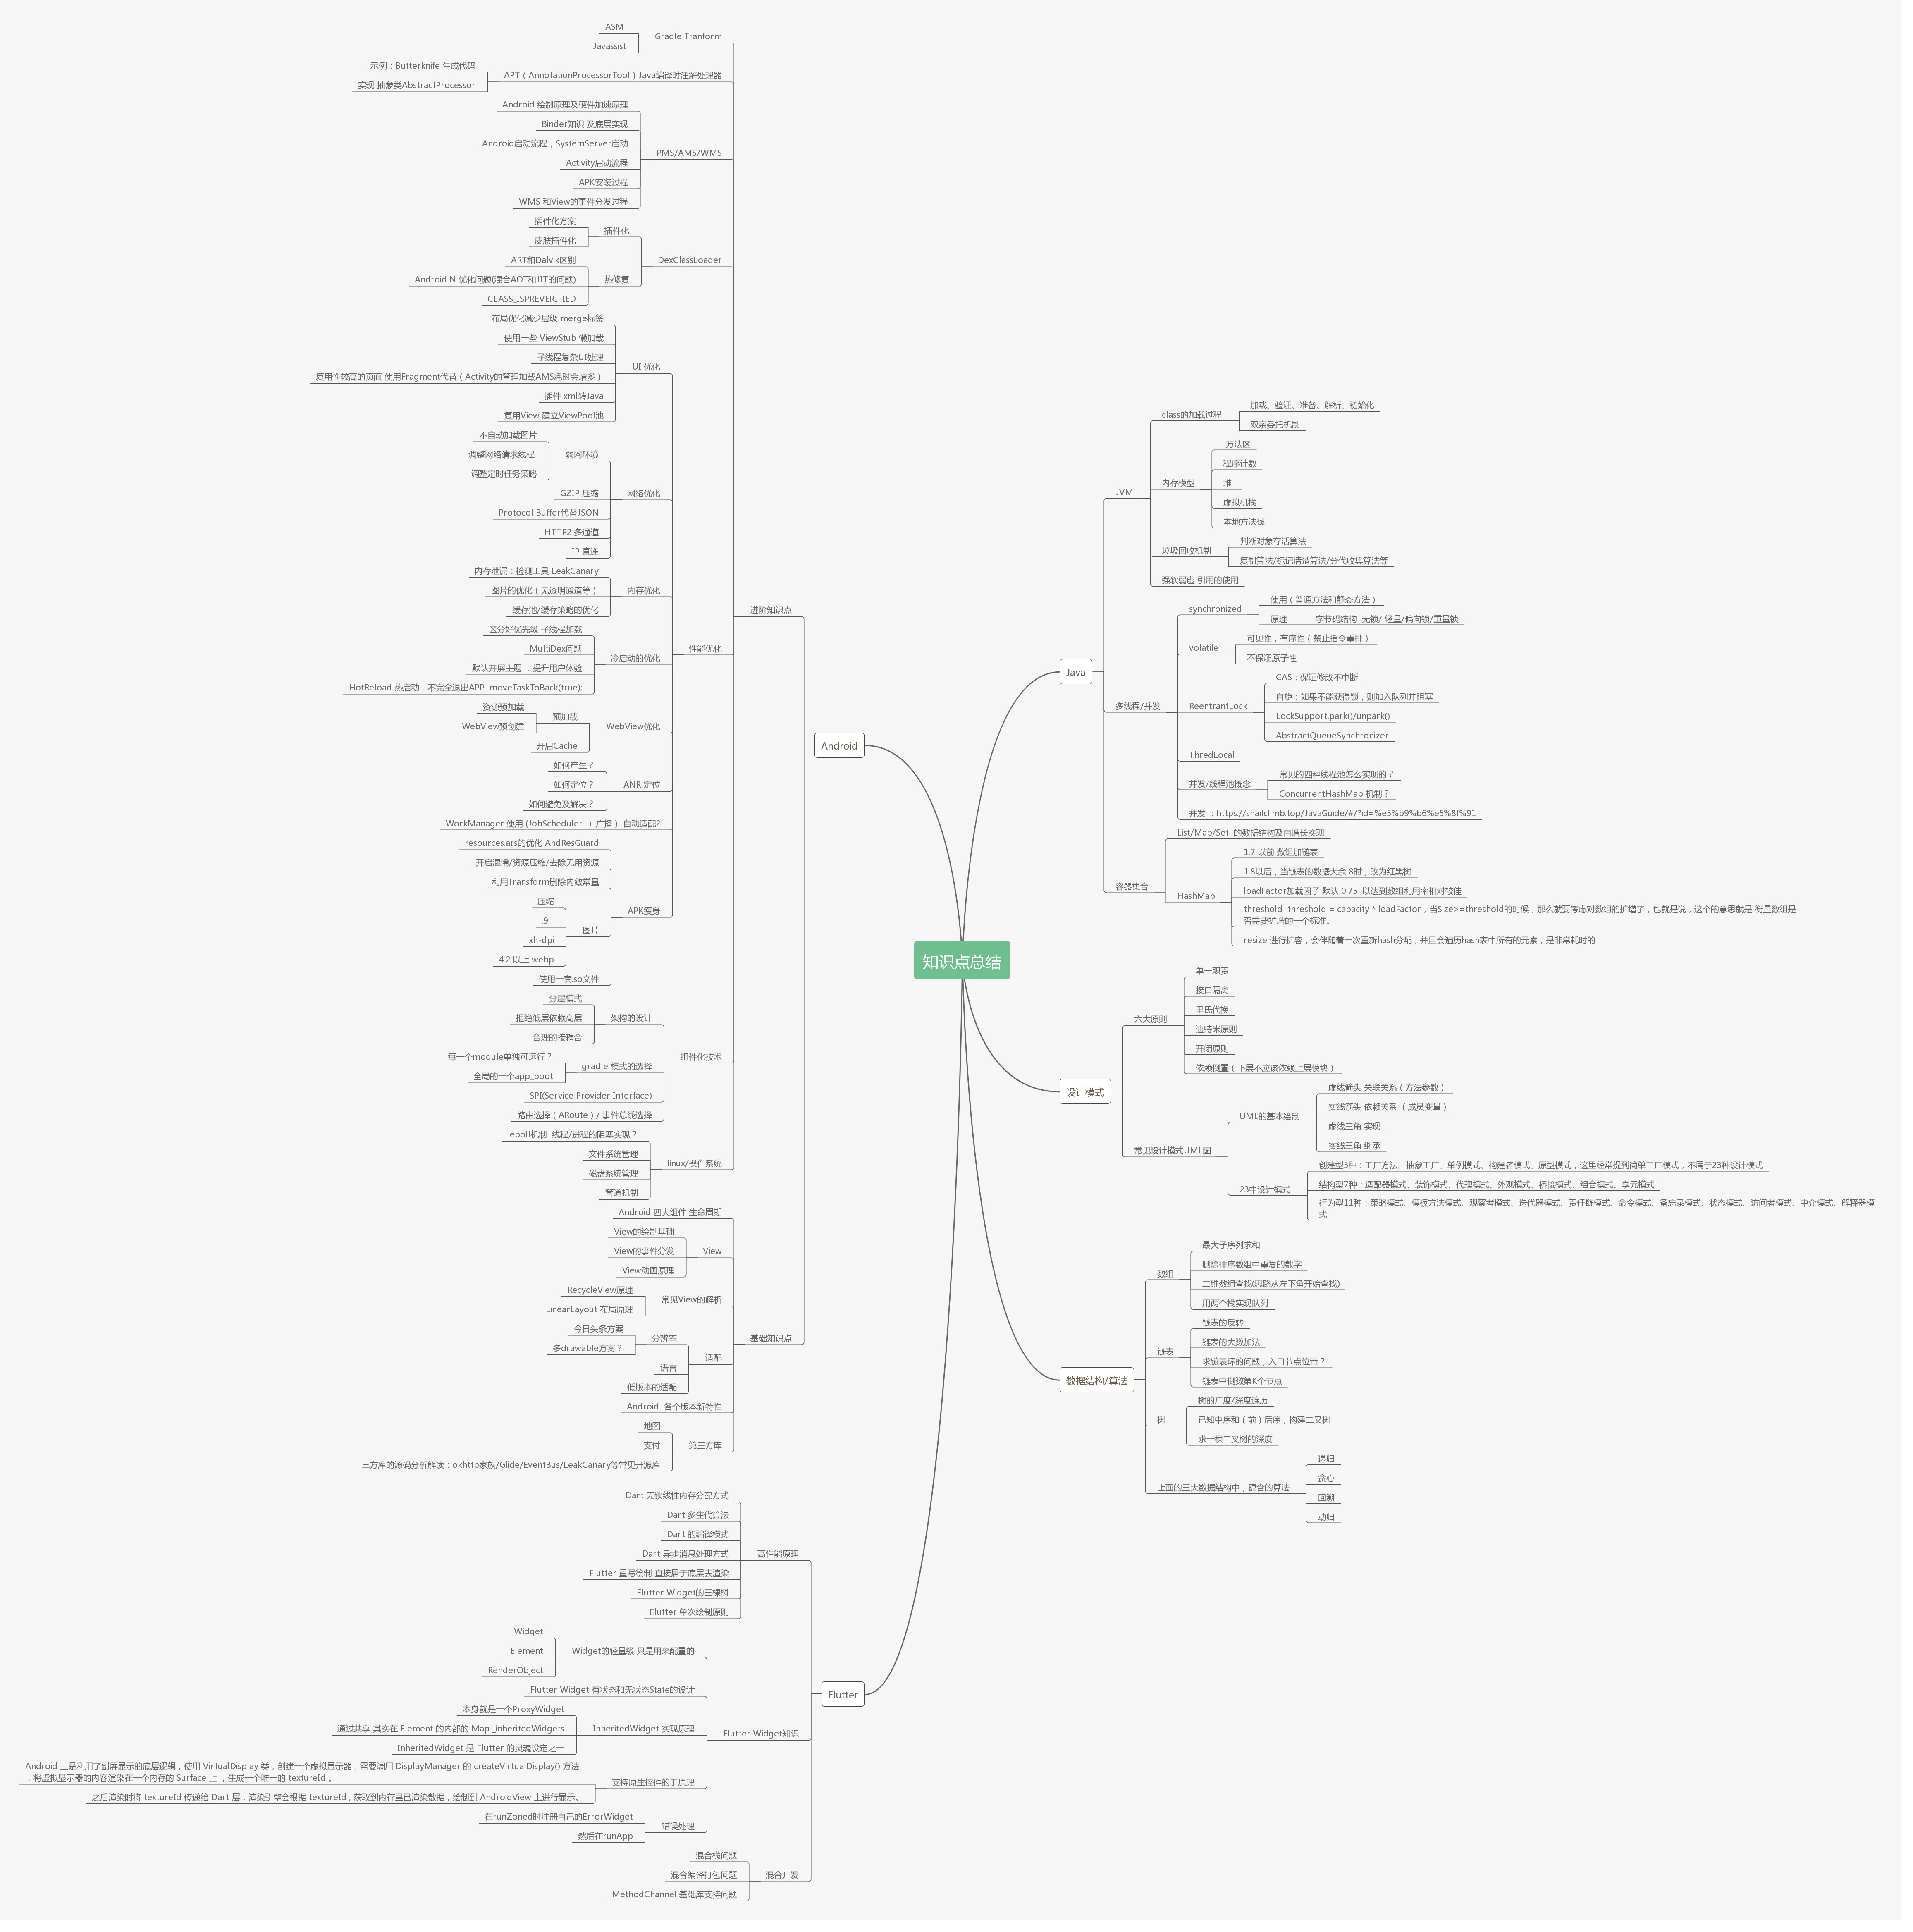 知识点总结
Android
进阶知识点
Gradle Tranform
ASM
Javassist
APT（AnnotationProcessorTool）Java编译时注解处理器
示例：Butterknife 生成代码
实现 抽象类AbstractProcessor
PMS/AMS/WMS
Android 绘制原理及硬件加速原理
Binder知识 及底层实现
Android启动流程，SystemServer启动
Activity启动流程
APK安装过程
WMS 和View的事件分发过程
DexClassLoader
插件化
插件化方案
皮肤插件化
热修复
ART和Dalvik区别
Android N 优化问题(混合AOT和JIT的问题)
CLASS_ISPREVERIFIED
性能优化
UI 优化
布局优化减少层级 merge标签
使用一些 ViewStub 懒加载
子线程复杂UI处理
复用性较高的页面 使用Fragment代替（Activity的管理加载AMS耗时会增多）
插件 xml转Java
复用View 建立ViewPool池
网络优化
弱网环填
不自动加载图片
调整网络请求线程
调整定时任务策略
GZIP 压缩
Protocol Buffer代替JSON
HTTP2 多通道
IP 直连
内存优化
内存泄漏：检测工具 LeakCanary
图片的优化（无透明通道等）
缓存池/缓存策略的优化
冷启动的优化
区分好优先级 子线程加载
MultiDex问题
默认开屏主题 ，提升用户体验
HotReload 热启动，不完全退出APP  moveTaskToBack(true);
WebView优化
预加载
资源预加载
WebView预创建
开启Cache
ANR 定位
如何产生？
如何定位？
如何避免及解决？
WorkManager 使用 (JobScheduler  + 广播） 自动适配?
APK瘦身
resources.ars的优化 AndResGuard
开启混淆/资源压缩/去除无用资源
利用Transform删除内敛常量
图片
压缩
.9
xh-dpi
4.2 以上 webp
使用一套.so文件
组件化技术
架构的设计
分层模式
拒绝低层依赖高层
合理的接耦合
gradle 模式的选择
每一个module单独可运行？
全局的一个app_boot
SPI(Service Provider Interface)
路由选择（ARoute）/ 事件总线选择
linux/操作系统
epoll机制  线程/进程的阻塞实现？
文件系统管理
磁盘系统管理
管道机制
基础知识点
Android 四大组件 生命周期
View
View的绘制基础
View的事件分发
View动画原理
常见View的解析
RecycleView原理
LinearLayout 布局原理
适配
分辨率
今日头条方案
多drawable方案？
语言
低版本的适配
Android  各个版本新特性
第三方库
地图
支付
三方库的源码分析解读：okhttp家族/Glide/EventBus/LeakCanary等常见开源库
Flutter
高性能原理
Dart 无锁线性内存分配方式
Dart 多生代算法
Dart 的编译模式
Dart 异步消息处理方式
Flutter 重写绘制 直接居于底层去渲染
Flutter Widget的三棵树
Flutter 单次绘制原则
Flutter Widget知识
Widget的轻量级 只是用来配置的
Widget
Element
RenderObject
Flutter Widget 有状态和无状态State的设计
InheritedWidget 实现原理
本身就是一个ProxyWidget
通过共享 其实在 Element 的内部的 Map _inheritedWidgets
InheritedWidget 是 Flutter 的灵魂设定之一
支持原生控件的于原理
Android 上是利用了副屏显示的底层逻辑，使用 VirtualDisplay 类，创建一个虚拟显示器，需要调用 DisplayManager 的 createVirtualDisplay() 方法
，将虚拟显示器的内容渲染在一个内存的 Surface 上 ，生成一个唯一的 textureId 。
之后渲染时将 textureId 传递给 Dart 层，渲染引擎会根据 textureId , 获取到内存里已渲染数据，绘制到 AndroidView 上进行显示。
错误处理
在runZoned时注册自己的ErrorWidget
然后在runApp
混合开发
混合栈问题
混合编译打包问题
MethodChannel 基础库支持问题
Java
JVM
class的加载过程
加载、验证、准备、解析、初始化
双亲委托机制
内存模型
方法区
程序计数
堆
虚拟机栈
本地方法栈
垃圾回收机制
判断对象存活算法
复制算法/标记清楚算法/分代收集算法等
强软弱虚 引用的使用
多线程/并发
synchronized
使用（普通方法和静态方法）
原理
字节码结构  无锁/ 轻量/偏向锁/重量锁
volatile
可见性，有序性（禁止指令重排）
不保证原子性
ReentrantLock
CAS：保证修改不中断
自旋：如果不能获得锁，则加入队列并阻塞
LockSupport.park()/unpark()
AbstractQueueSynchronizer
ThredLocal
并发/线程池概念
常见的四种线程池怎么实现的？
ConcurrentHashMap 机制？
并发 ：https://snailclimb.top/JavaGuide/#/?id=%e5%b9%b6%e5%8f%91
容器集合
List/Map/Set  的数据结构及自增长实现
HashMap
1.7 以前 数组加链表
1.8以后，当链表的数据大余 8时，改为红黑树
loadFactor加载因子 默认 0.75  以达到数组利用率相对较佳
threshold  threshold = capacity * loadFactor，当Size>=threshold的时候，那么就要考虑对数组的扩增了，也就是说，这个的意思就是 衡量数组是
否需要扩增的一个标准。
resize 进行扩容，会伴随着一次重新hash分配，并且会遍历hash表中所有的元素，是非常耗时的
设计模式
六大原则
单一职责
接口隔离
里氏代换
迪特米原则
开闭原则
依赖倒置（下层不应该依赖上层模块）
常见设计模式UML图
UML的基本绘制
虚线箭头 关联关系（方法参数）
实线箭头 依赖关系 （成员变量）
虚线三角 实现
实线三角 继承
23中设计模式
创建型5种：工厂方法、抽象工厂、单例模式、构建者模式、原型模式，这里经常提到简单工厂模式，不属于23种设计模式
结构型7种：适配器模式、装饰模式、代理模式、外观模式、桥接模式、组合模式、享元模式
行为型11种：策略模式、模板方法模式、观察者模式、迭代器模式、责任链模式、命令模式、备忘录模式、状态模式、访问者模式、中介模式、解释器模
式
数据结构/算法
数组
最大子序列求和
删除排序数组中重复的数字
二维数组查找(思路从左下角开始查找)
用两个栈实现队列
链表
链表的反转
链表的大数加法
求链表环的问题，入口节点位置？
链表中倒数第K个节点
树
树的广度/深度遍历
已知中序和（前）后序，构建二叉树
求一棵二叉树的深度
上面的三大数据结构中，蕴含的算法
递归
贪心
回溯
动归